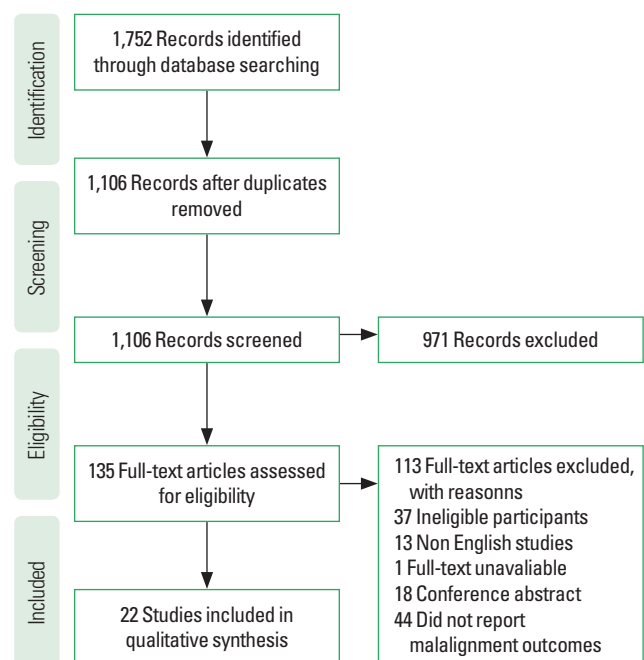 Identification
1,752 Records identified
through database searching
1,106 Records after duplicates
removed
Screening
1,106 Records screened
971 Records excluded
Eligibility
135 Full-text articles assessed
for eligibility
113 Full-text articles excluded,
with reasonns
37 Ineligible participants
13 Non English studies
1 Full-text unavaliable
18 Conference abstract
44 Did not report
malalignment outcomes
Included
22 Studies included in
qualitative synthesis